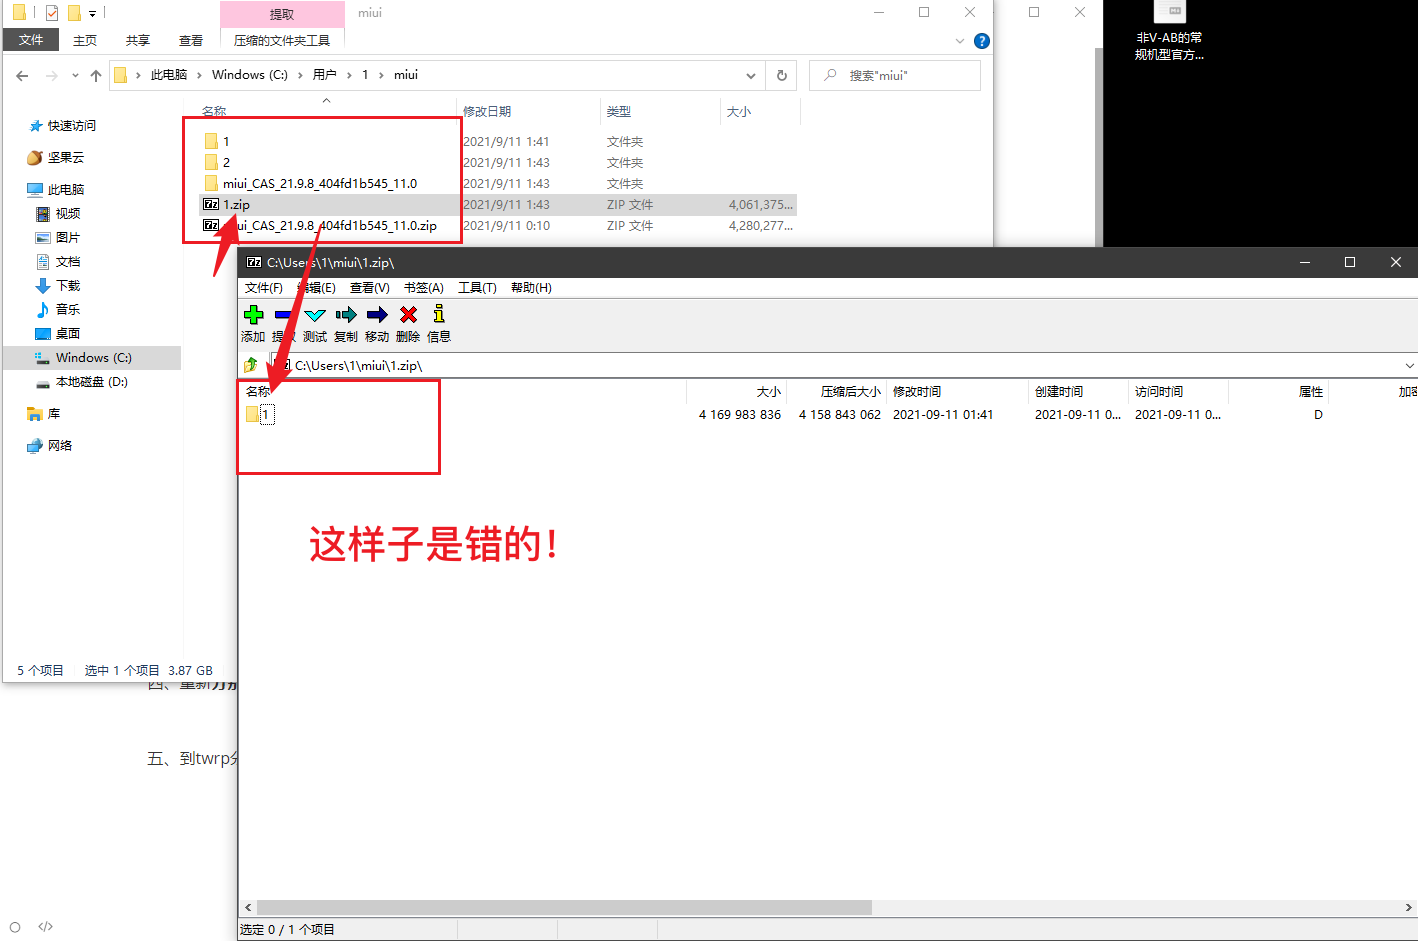 提取
miui
文件
主页
共享
查看
压缩的文件夹工具
此电脑 › Windows (C:) › 用户 › 1 › miui
搜索"miui"
名称
修改日期
类型
大小
快速访问
坚果云
此电脑
视频
图片
文档
下载
音乐
桌面
Windows (C:)
本地磁盘 (D:)
库
网络
1 2021/9/11 1:41 文件夹
2 2021/9/11 1:43 文件夹
miui_CAS_21.9.8_404fd1b545_11.0 2021/9/11 1:43 文件夹
1.zip 2021/9/11 1:43 ZIP 文件 4,061,375...
ui_CAS_21.9.8_404fd1b545_11.0.zip 2021/9/11 0:10 ZIP 文件 4,280,277...
5 个项目 选中 1 个项目 3.87 GB
非V-AB的常
规机型官方...
C:\Users\1\miui\1.zip\
文件(F) 编辑(E) 查看(V) 书签(A) 工具(T) 帮助(H)
添加 提取 测试 复制 移动 删除 信息
C:\Users\1\miui\1.zip\
名称 大小 压缩后大小 修改时间 创建时间 访问时间 属性 加密
1 4 169 983 836 4 158 843 062 2021-09-11 01:41 2021-09-11 0... 2021-09-11 0... D
这样子是错的！
四、重新分别
五、到twrp分
选定 0 / 1 个项目